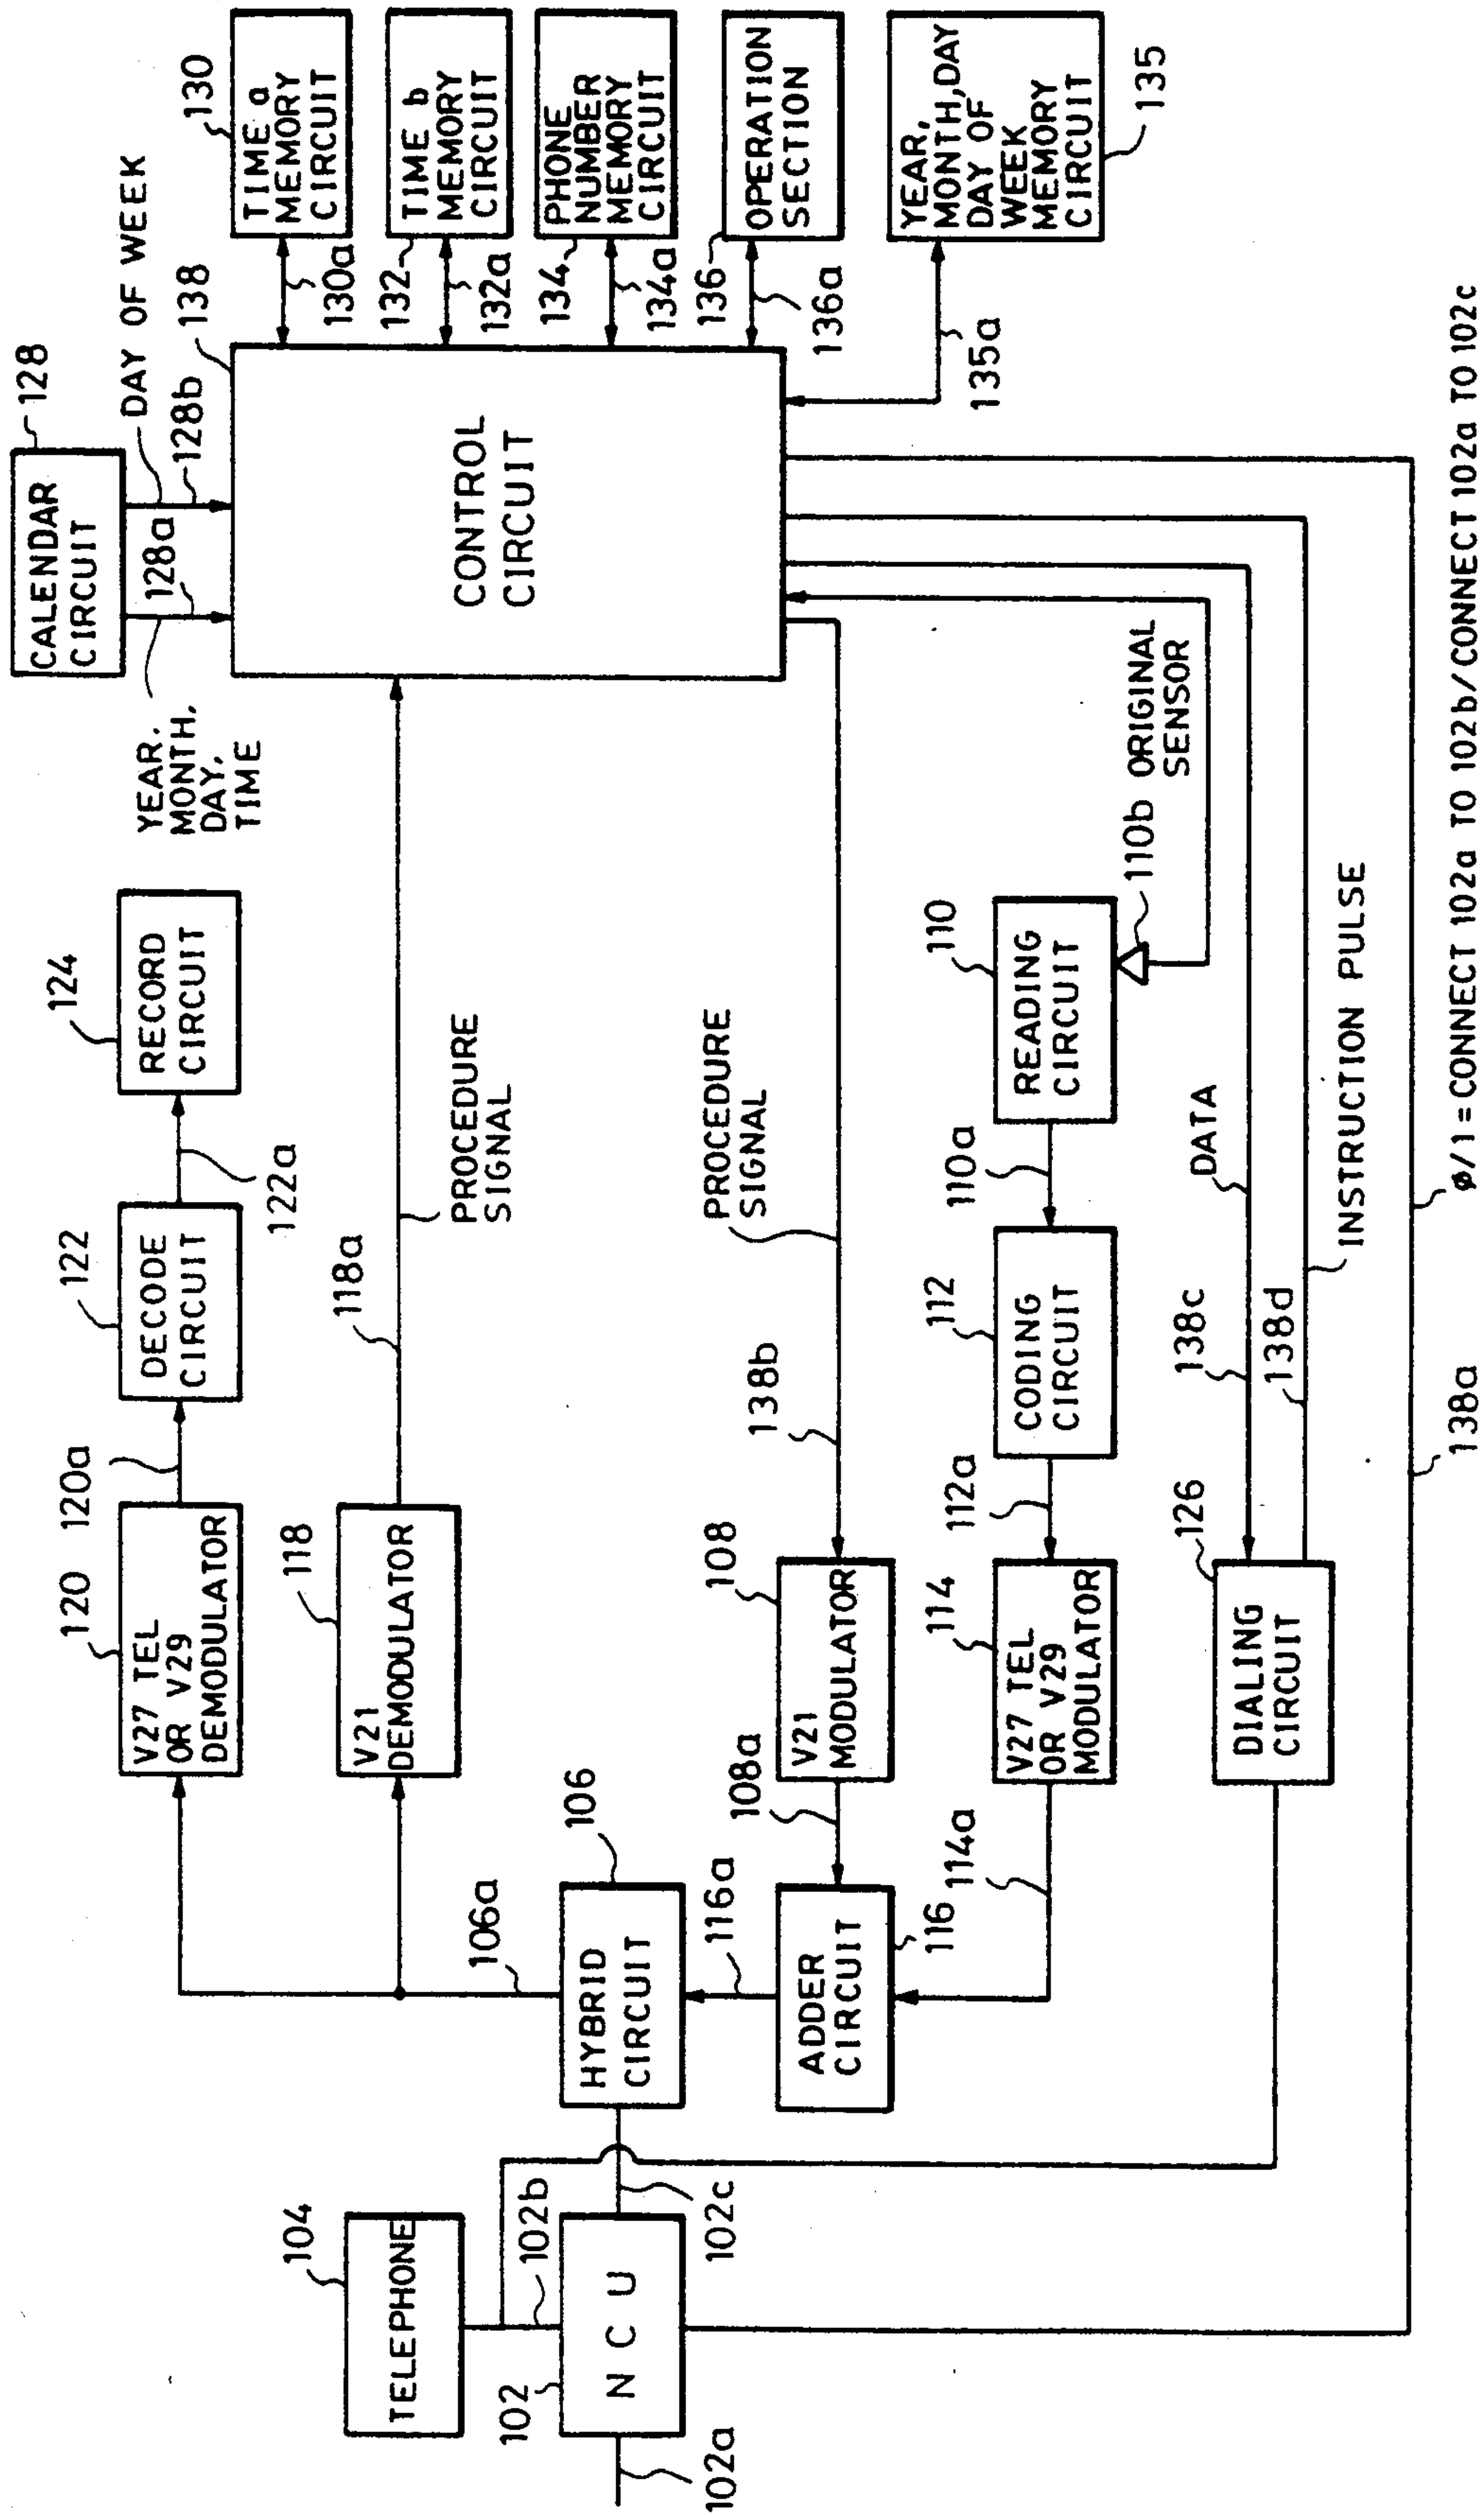 CALENDAR
CIRCUIT
128
YEAR.
MONTH,
DAY,
TIME
128a
DAY OF WEEK
128b
138
CONTROL
CIRCUIT
130
TIME a
MEMORY
CIRCUIT
130a
132
TIME b
MEMORY
CIRCUIT
132a
134
PHONE
NUMBER
MEMORY
CIRCUIT
134a
136
OPERATION
SECTION
136a
YEAR,
MONTH,DAY
DAY OF
WEEK
MEMORY
CIRCUIT
135
135a
120
120a
V27 TEL
OR V29
DEMODULATOR
122
DECODE
CIRCUIT
122a
124
RECORD
CIRCUIT
118
V21
DEMODULATOR
118a
PROCEDURE
SIGNAL
104
TELEPHONE
102
N C U
102a
102b
102c
106
HYBRID
CIRCUIT
106a
116a
ADDER
CIRCUIT
116
108a
108
V21
MODULATOR
138b
PROCEDURE
SIGNAL
114a
114
V27 TEL
OR V29
MODULATOR
112a
112
CODING
CIRCUIT
110a
110
READING
CIRCUIT
110b ORIGINAL
SENSOR
126
DIALING
CIRCUIT
138c
DATA
138d
INSTRUCTION PULSE
138a
ø/1=CONNECT 102a TO 102b/CONNECT 102a TO 102c